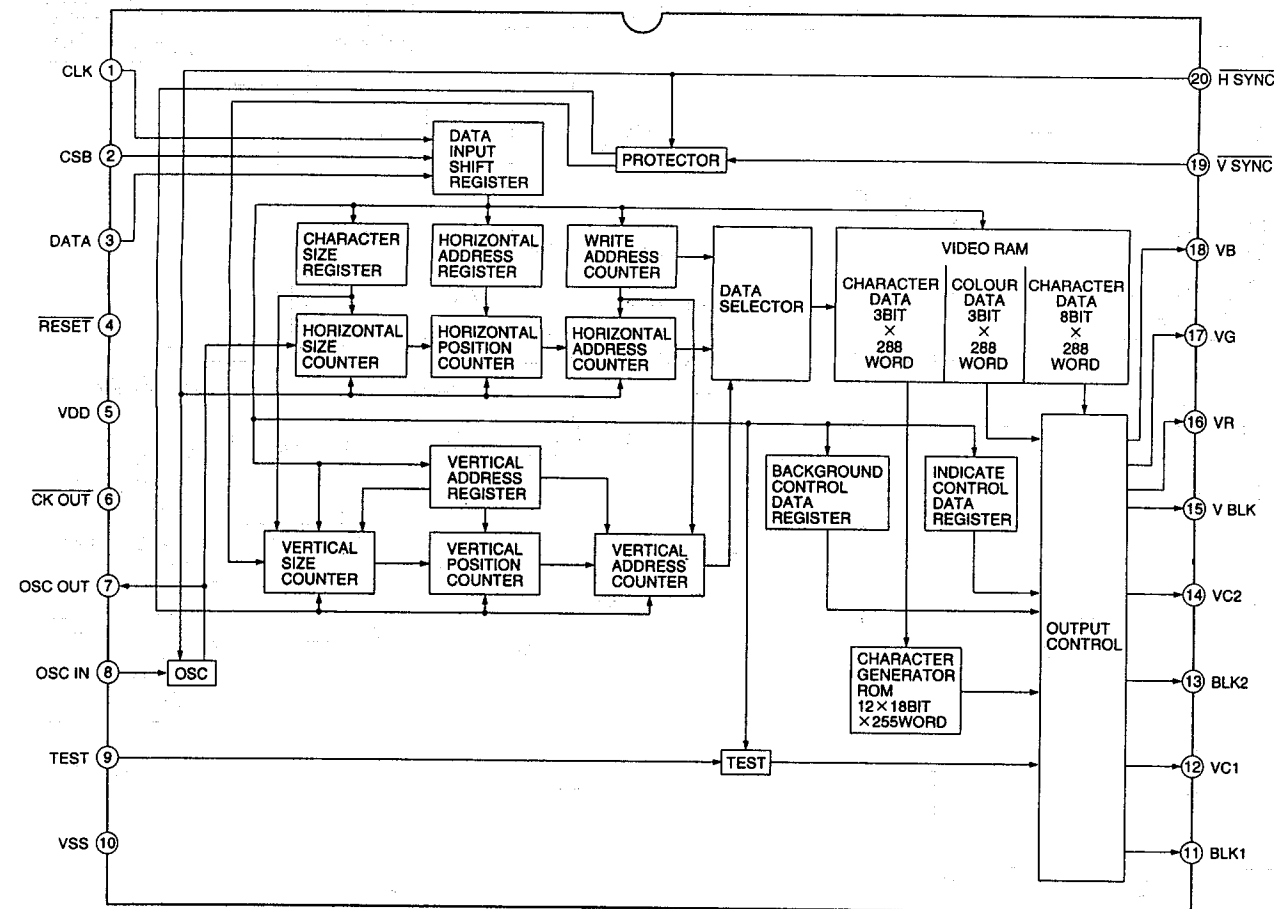 CLK 1
CSB 2
DATA 3
RESET 4
VDD 5
CK OUT 6
OSC OUT 7
OSC IN 8
TEST 9
VSS 10
20 H SYNC
19 V SYNC
18 VB
17 VG
16 VR
15 V BLK
14 VC2
13 BLK2
12 VC1
11 BLK1
DATA
INPUT
SHIFT
REGISTER
PROTECTOR
CHARACTER
SIZE
REGISTER
HORIZONTAL
ADDRESS
REGISTER
WRITE
ADDRESS
COUNTER
HORIZONTAL
SIZE
COUNTER
HORIZONTAL
POSITION
COUNTER
HORIZONTAL
ADDRESS
COUNTER
DATA
SELECTOR
VIDEO RAM
CHARACTER
DATA
3BIT
×
288
WORD
COLOUR
DATA
3BIT
×
288
WORD
CHARACTER
DATA
8BIT
×
288
WORD
VERTICAL
ADDRESS
REGISTER
BACKGROUND
CONTROL
DATA
REGISTER
INDICATE
CONTROL
DATA
REGISTER
VERTICAL
SIZE
COUNTER
VERTICAL
POSITION
COUNTER
VERTICAL
ADDRESS
COUNTER
OSC
CHARACTER
GENERATOR
ROM
12×18BIT
×255WORD
OUTPUT
CONTROL
TEST